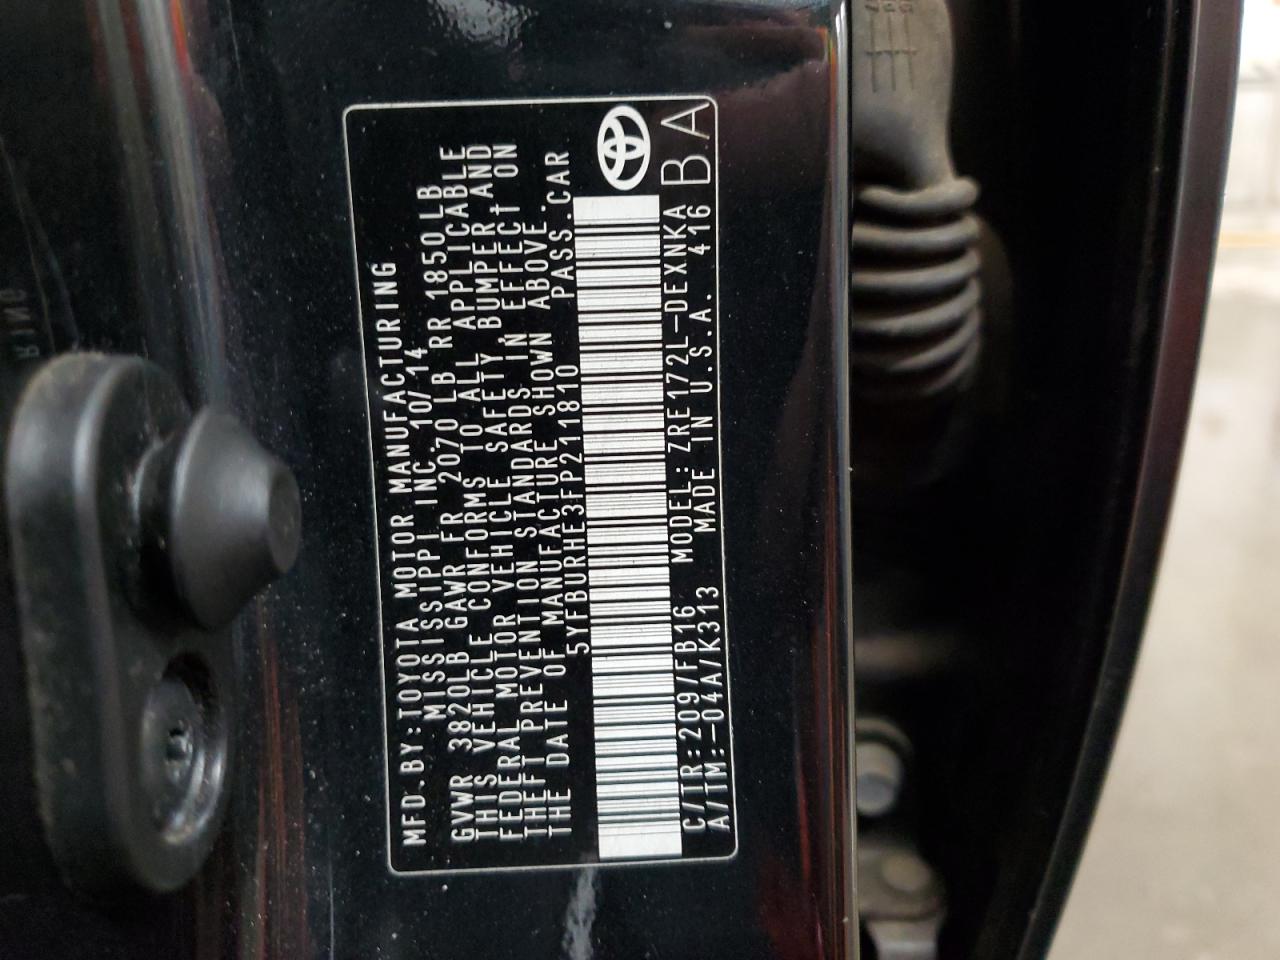 MFD.BY:TOYOTA MOTOR MANUFACTURING
MISSISSIPPI INC.10/14
GVWR 3820LB GAWR FR 2070 LB RR 1850LB
THIS VEHICLE CONFORMS TO ALL APPLICABLE
FEDERAL MOTOR VEHICLE SAFETY, BUMPER AND
THEFT PREVENTION STANDARDS IN EFFECT ON
THE DATE OF MANUFACTURE SHOWN ABOVE.
5YFBURHE3FP211810 PASS.CAR
C/TR:209/FB16 MODEL:ZRE172L-DEXNKA
A/TM:-04A/K313 MADE IN U.S.A. 416
BA